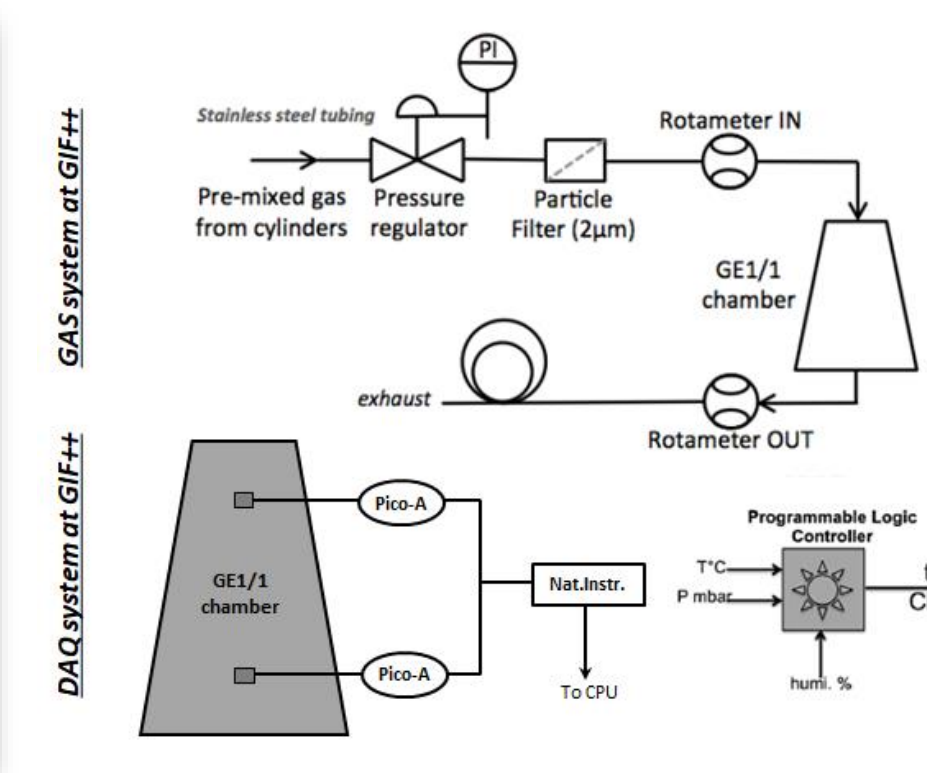 GAS system at GIF++
PI
Stainless steel tubing
Rotameter IN
Pre-mixed gas
from cylinders
Pressure
regulator
Particle
Filter (2μm)
GE1/1
chamber
exhaust
Rotameter OUT
DAQ system at GIF++
Pico-A
GE1/1
chamber
Nat.Instr.
Pico-A
To CPU
Programmable Logic
Controller
T°C
P mbar
humi. %